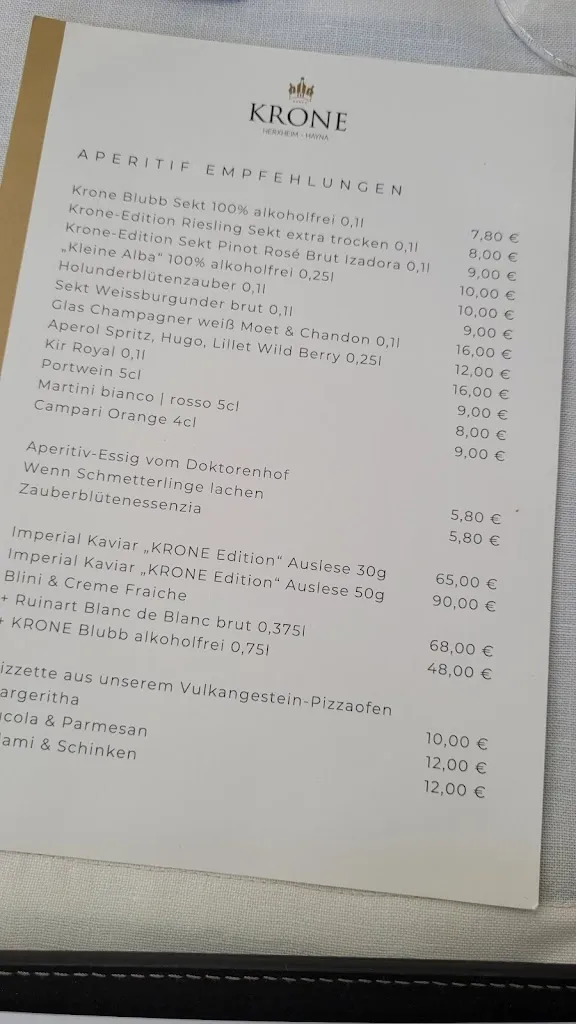 KRONE
HERXHEIM - HAYNA
APERITIF EMPFEHLUNGEN
Krone Blubb Sekt 100% alkoholfrei 0,1l 7,80 €
Krone-Edition Riesling Sekt extra trocken 0,1l 8,00 €
Krone-Edition Sekt Pinot Rosé Brut Izadora 0,1l 9,00 €
„Kleine Alba“ 100% alkoholfrei 0,25l 10,00 €
Holunderblütenzauber 0,1l 10,00 €
Sekt Weissburgunder brut 0,1l 9,00 €
Glas Champagner weiß Moet & Chandon 0,1l 16,00 €
Aperol Spritz, Hugo, Lillet Wild Berry 0,25l 12,00 €
Kir Royal 0,1l 16,00 €
Portwein 5cl 9,00 €
Martini bianco | rosso 5cl 8,00 €
Campari Orange 4cl 9,00 €
Aperitiv-Essig vom Doktorenhof
Wenn Schmetterlinge lachen 5,80 €
Zauberblütenessenzia 5,80 €
Imperial Kaviar „KRONE Edition“ Auslese 30g 65,00 €
Imperial Kaviar „KRONE Edition“ Auslese 50g 90,00 €
Blini & Creme Fraiche
+ Ruinart Blanc de Blanc brut 0,375l 68,00 €
+ KRONE Blubb alkoholfrei 0,75l 48,00 €
izzette aus unserem Vulkangestein-Pizzaofen
argeritha 10,00 €
cola & Parmesan 12,00 €
lami & Schinken 12,00 €